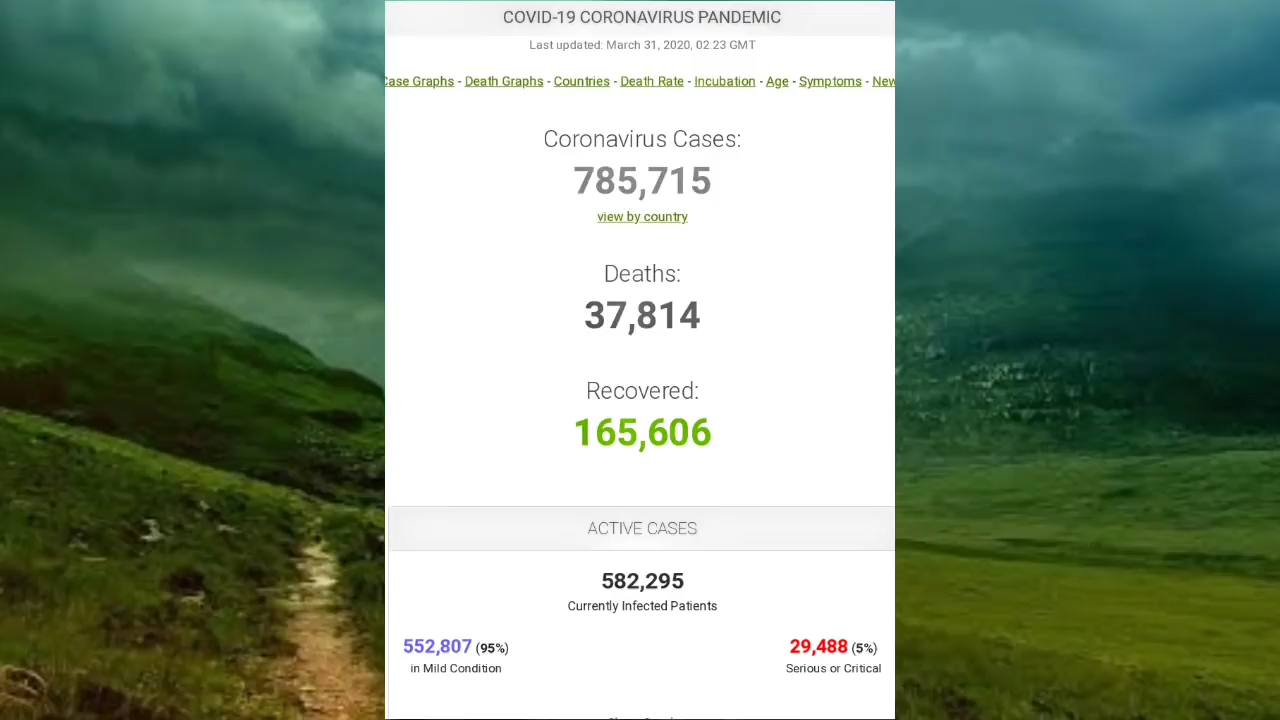 COVID-19 CORONAVIRUS PANDEMIC
Last updated: March 31, 2020, 02:23 GMT
Case Graphs - Death Graphs - Countries - Death Rate - Incubation - Age - Symptoms - New
Coronavirus Cases:
785,715
view by country
Deaths:
37,814
Recovered:
165,606
ACTIVE CASES
582,295
Currently Infected Patients
552,807 (95%)
in Mild Condition
29,488 (5%)
Serious or Critical